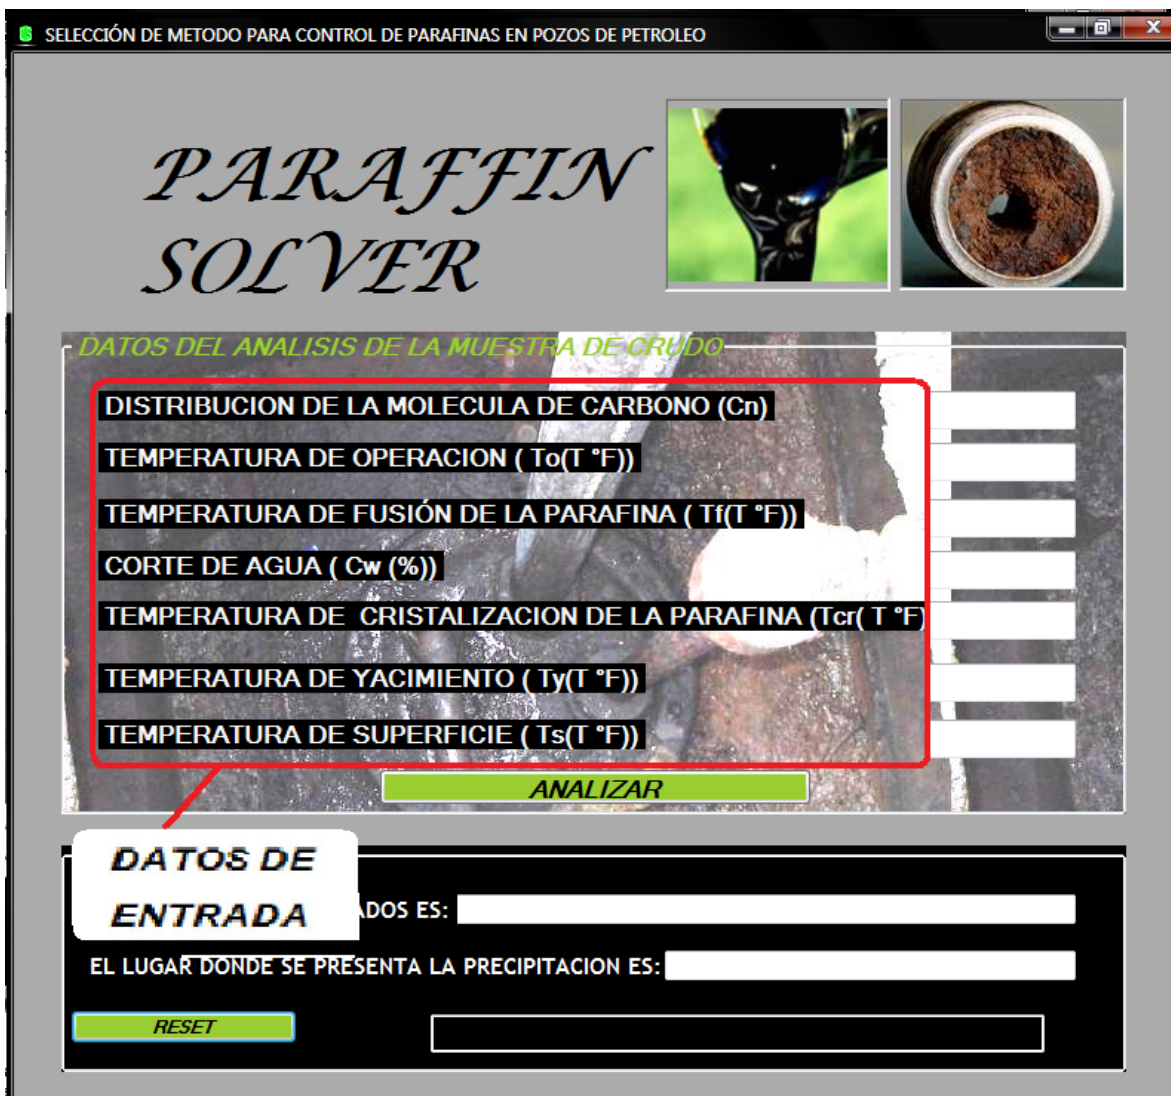 SELECCIÓN DE METODO PARA CONTROL DE PARAFINAS EN POZOS DE PETROLEO
PARAFFIN
SOLVER
DATOS DEL ANALISIS DE LA MUESTRA DE CRUDO
DISTRIBUCION DE LA MOLECULA DE CARBONO (Cn)
TEMPERATURA DE OPERACION ( To(T °F))
TEMPERATURA DE FUSIÓN DE LA PARAFINA ( Tf(T °F))
CORTE DE AGUA ( Cw (%))
TEMPERATURA DE CRISTALIZACION DE LA PARAFINA (Tcr( T °F)
TEMPERATURA DE YACIMIENTO ( Ty(T °F))
TEMPERATURA DE SUPERFICIE ( Ts(T °F))
ANALIZAR
DATOS DE
ENTRADA
ES:
EL LUGAR DONDE SE PRESENTA LA PRECIPITACION ES:
RESET